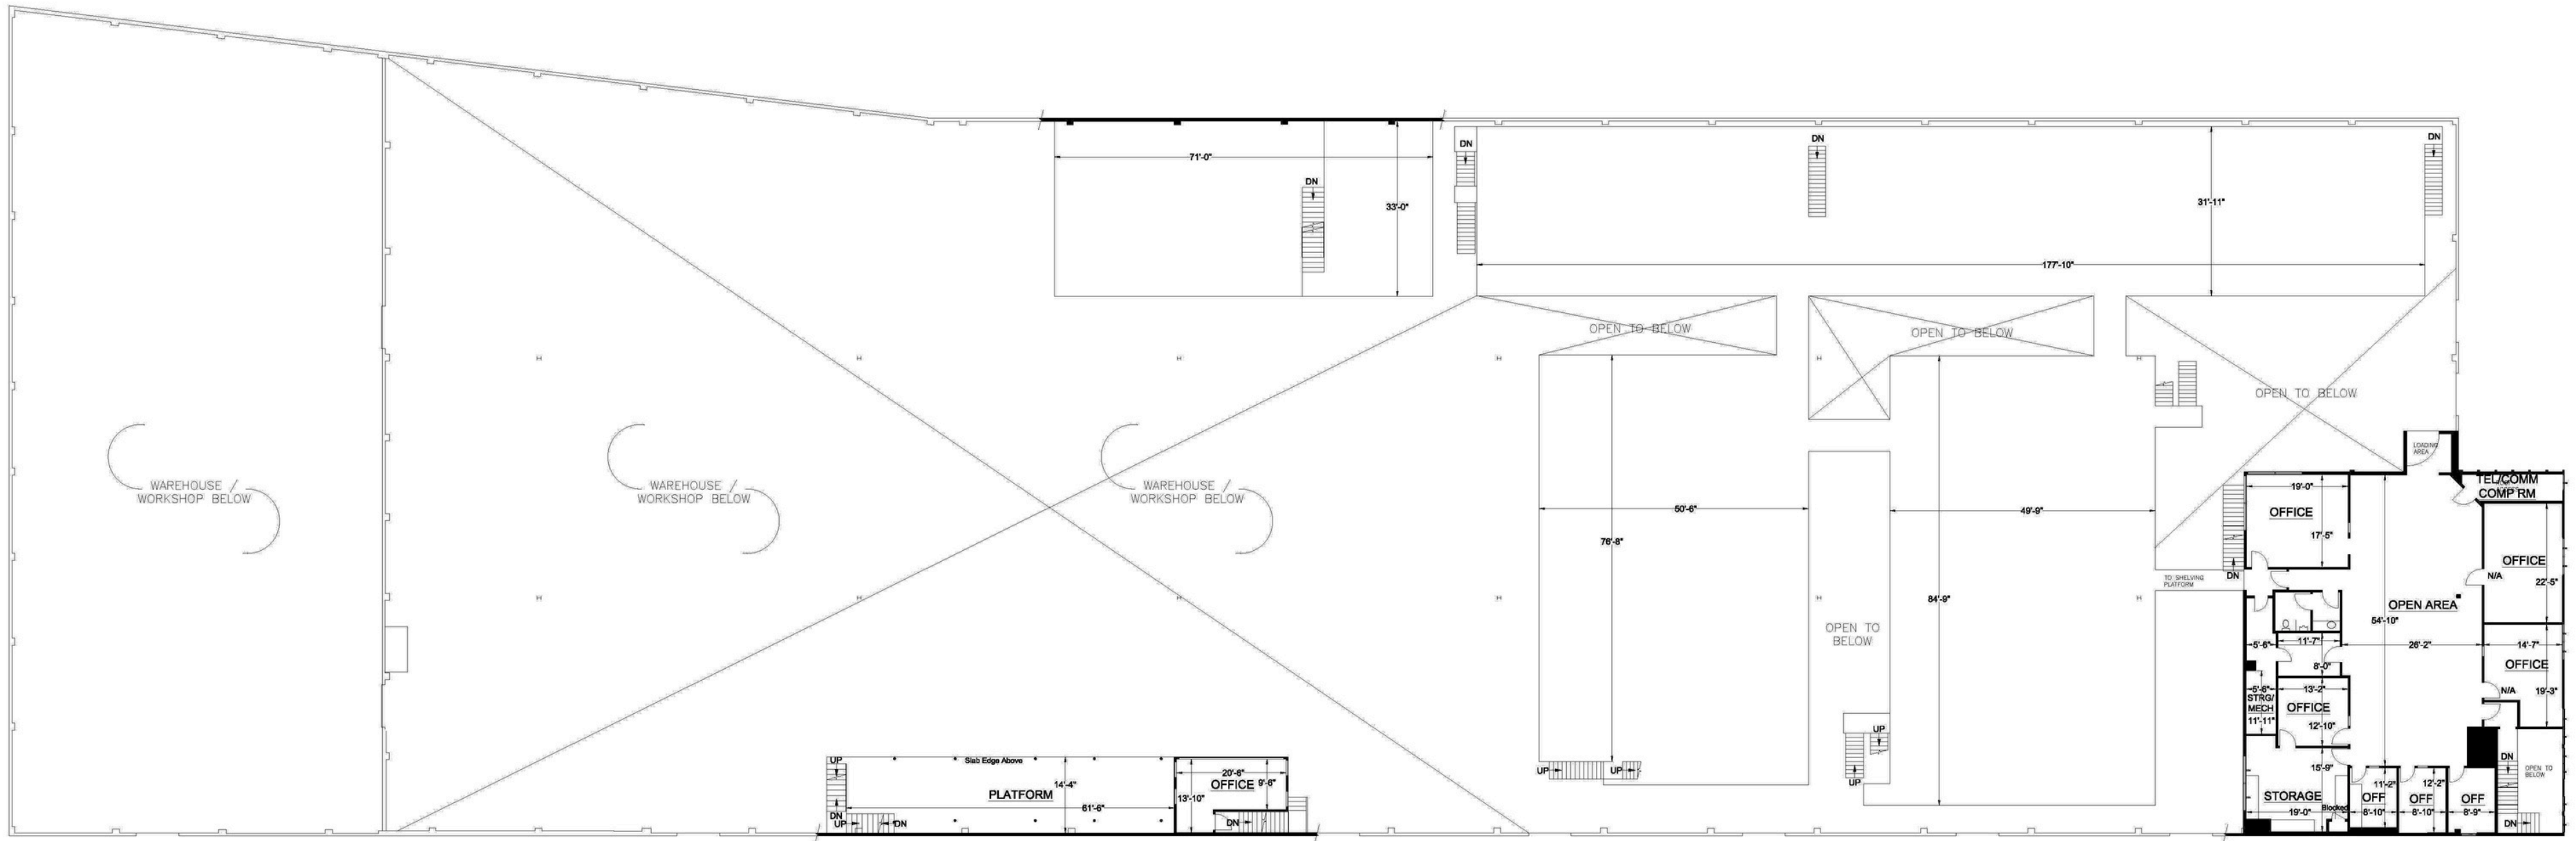 71'-0"
DN
33'-0"
DN
DN
DN
31'-11"
177'-10"
OPEN TO BELOW
OPEN TO BELOW
OPEN TO BELOW
WAREHOUSE /
WORKSHOP BELOW
WAREHOUSE /
WORKSHOP BELOW
WAREHOUSE /
WORKSHOP BELOW
50'-6"
76'-8"
49'-9"
84'-9"
OPEN TO
BELOW
UP
UP
UP
UP
TO SHELVING
PLATFORM
DN
LOADING
AREA
TEL/COMM
COMP RM
19'-0"
OFFICE
17'-5"
OFFICE
N/A
22'-5"
OPEN AREA
54'-10"
26'-2"
14'-7"
OFFICE
N/A
19'-3"
5'-6"
11'-7"
8'-0"
5'-6"
STRG/
MECH
11'-11"
13'-2"
OFFICE
12'-10"
15'-9"
STORAGE
19'-0"
Blocked
11'-2"
OFF
8'-10"
12'-2"
OFF
8'-10"
OFF
8'-9"
DN
OPEN TO
BELOW
DN
UP
Slab Edge Above
PLATFORM
14'-4"
61'-6"
DN
UP
DN
20'-6"
OFFICE
9'-6"
13'-10"
DN